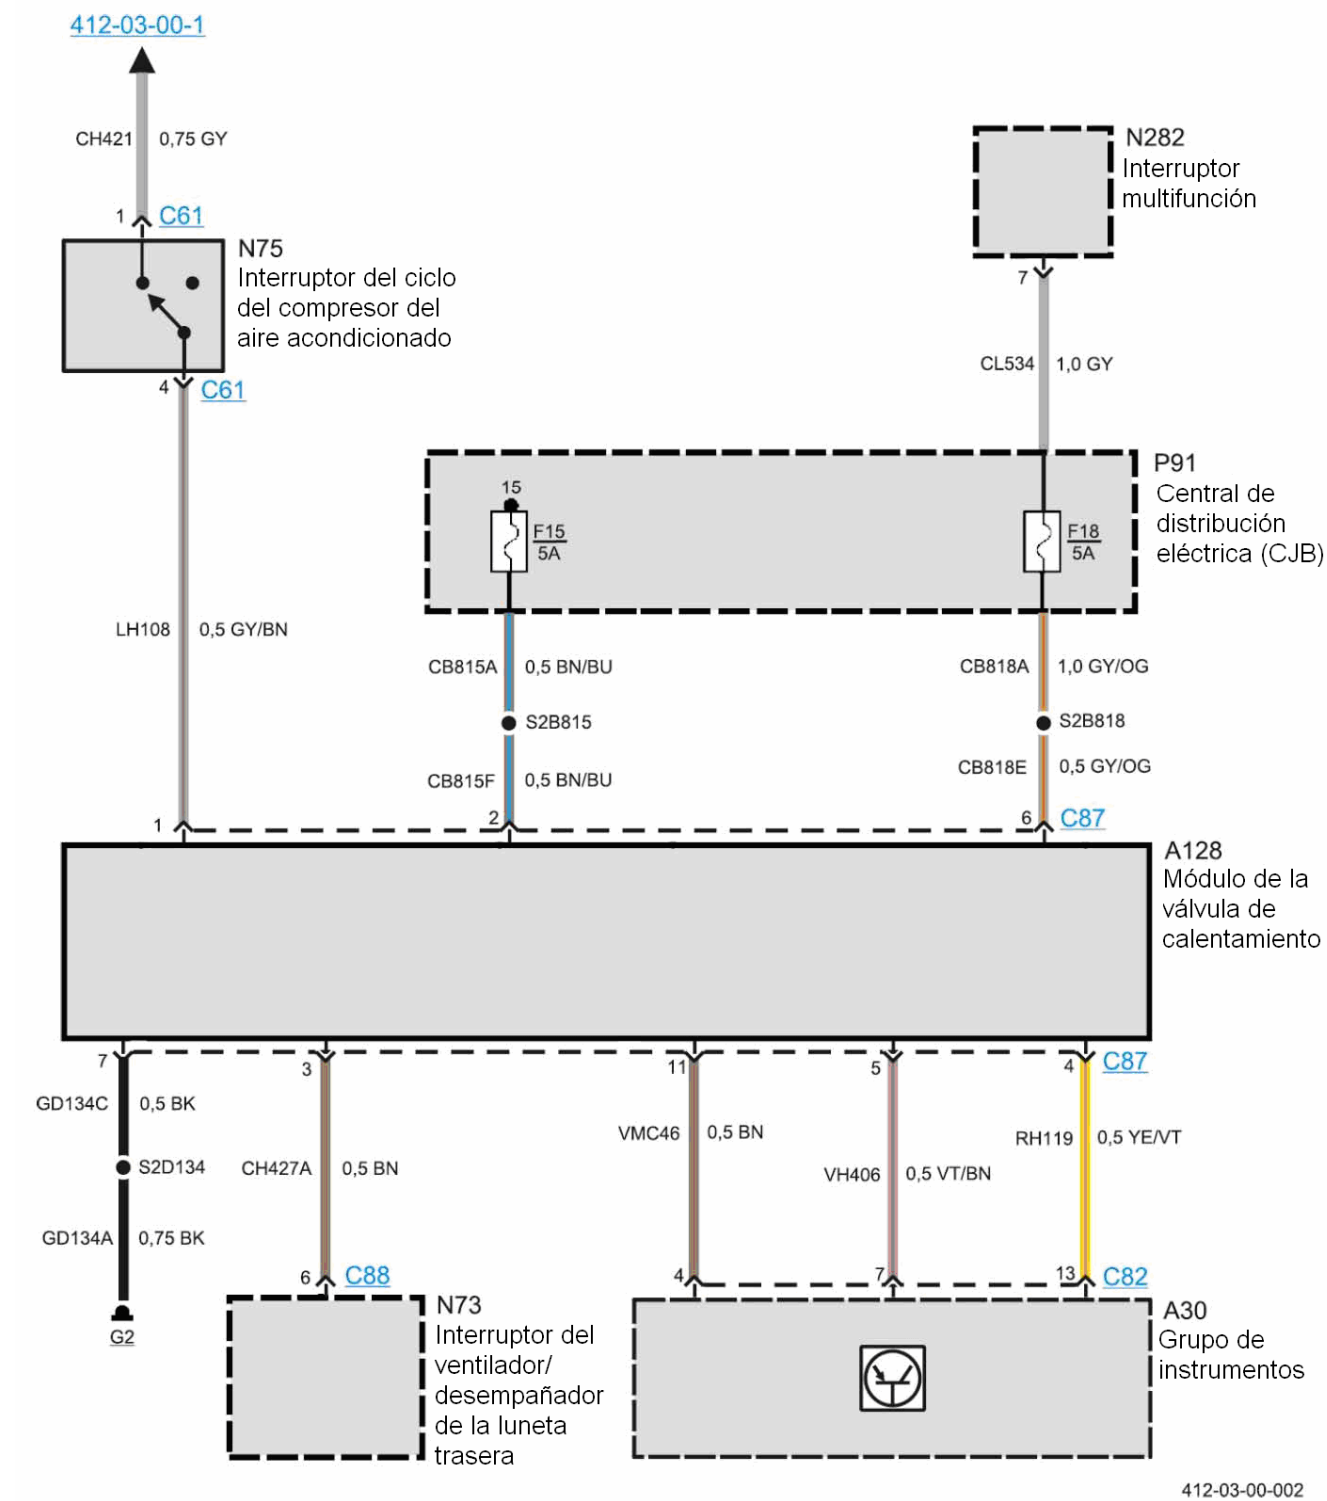 412-03-00-1
CH421 0,75 GY
1 C61
N75
Interruptor del ciclo
del compresor del
aire acondicionado
4 C61
N282
Interruptor
multifunción
7
CL534 1,0 GY
P91
Central de
distribución
eléctrica (CJB)
15
F15
5A
F18
5A
LH108 0,5 GY/BN
CB815A 0,5 BN/BU
CB818A 1,0 GY/OG
S2B815
S2B818
CB815F 0,5 BN/BU
CB818E 0,5 GY/OG
1 2 6 C87
A128
Módulo de la
válvula de
calentamiento
7 3 11 5 4 C87
GD134C 0,5 BK
VMC46 0,5 BN
RH119 0,5 YE/VT
S2D134
CH427A 0,5 BN
VH406 0,5 VT/BN
GD134A 0,75 BK
6 C88
4 7 13 C82
G2
N73
Interruptor del
ventilador/
desempañador
de la luneta
trasera
A30
Grupo de
instrumentos
412-03-00-002